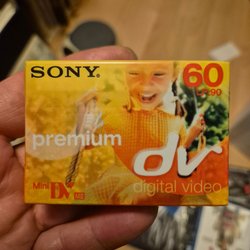 SONY 60
premium
dv
Mini DV
digital video